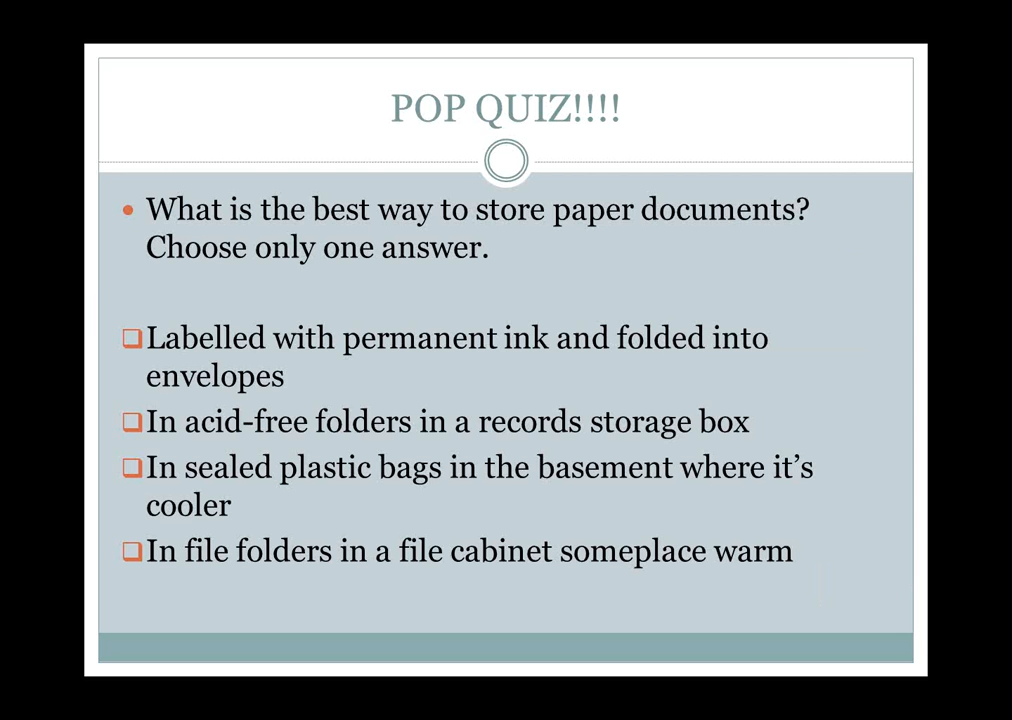 POP QUIZ!!!!
What is the best way to store paper documents?
Choose only one answer.
Labelled with permanent ink and folded into
envelopes
In acid-free folders in a records storage box
In sealed plastic bags in the basement where it’s
cooler
In file folders in a file cabinet someplace warm